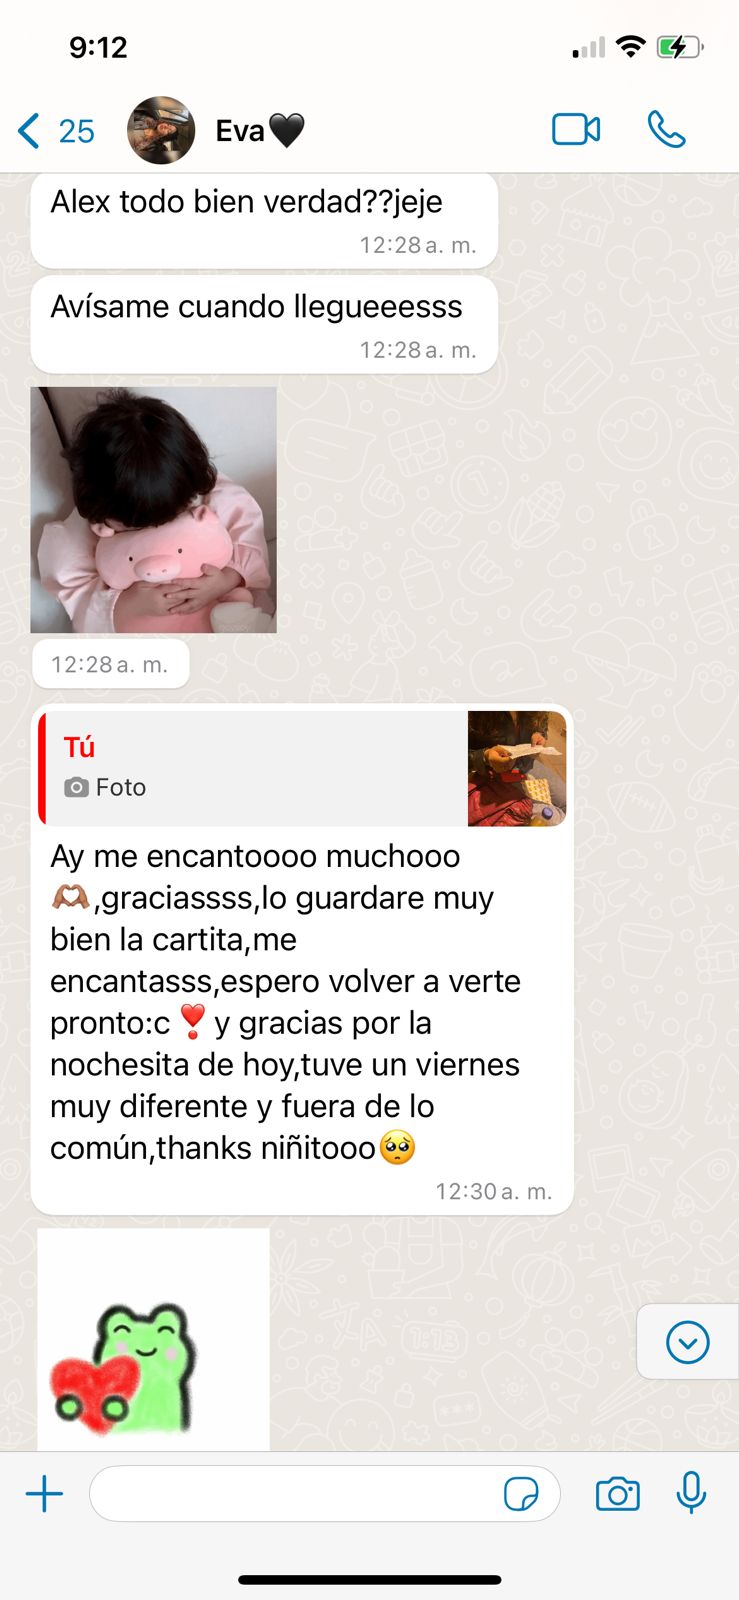 9:12
25
Eva🖤
Alex todo bien verdad??jeje
12:28 a. m.
Avísame cuando llegueeesss
12:28 a. m.
12:28 a. m.
Tú
Foto
Ay me encantoooo muchooo
🫶🏽,graciassss,lo guardare muy
bien la cartita,me
encantasss,espero volver a verte
pronto:c❣️y gracias por la
nochesita de hoy,tuve un viernes
muy diferente y fuera de lo
común,thanks niñitooo🥺
12:30 a. m.